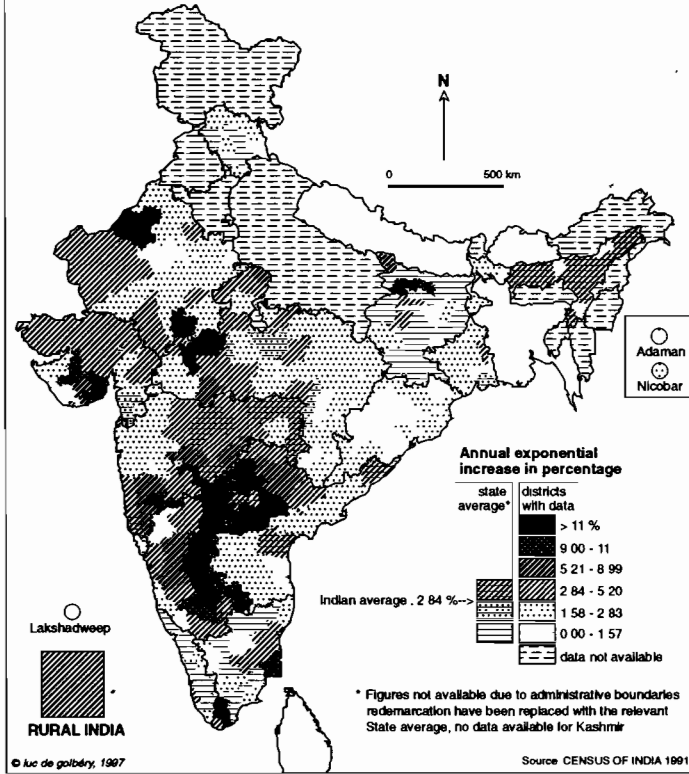 N
0 500 km
Adaman
Nicobar
Annual exponential
increase in percentage
state
average*
districts
with data
> 11 %
9 00 - 11
5 21 - 8 99
Indian average , 2 84 %-->
2 84 - 5 20
1 58 - 2 83
0 00 - 1 57
data not available
Lakshadweep
RURAL INDIA
* Figures not available due to administrative boundaries
redemarcation have been replaced with the relevant
State average, no data available for Kashmir
© luc de golbéry, 1997
Source CENSUS OF INDIA 1991